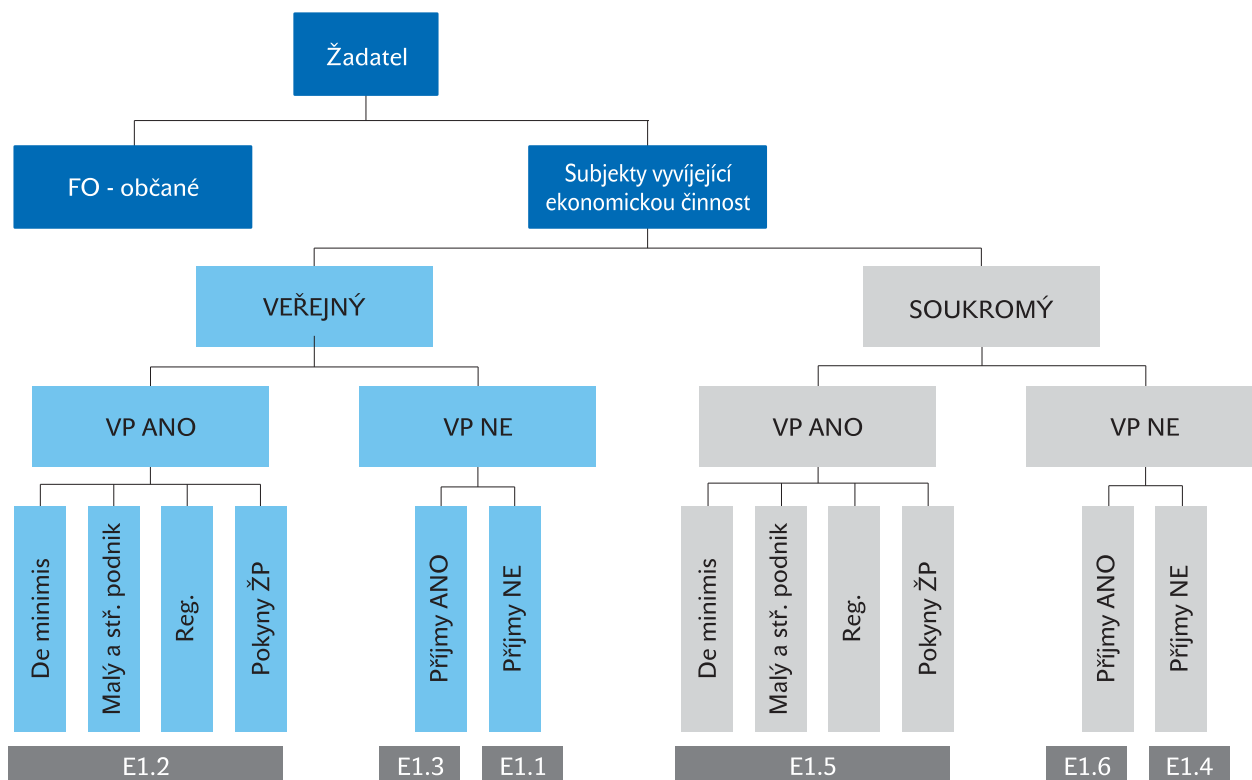 Žadatel
FO - občané
Subjekty vyvíjející
ekonomickou činnost
VEŘEJNÝ
SOUKROMÝ
VP ANO
VP NE
VP ANO
VP NE
De minimis
Malý a stř. podnik
Reg.
Pokyny ŽP
Příjmy ANO
Příjmy NE
De minimis
Malý a stř. podnik
Reg.
Pokyny ŽP
Příjmy ANO
Příjmy NE
E1.2
E1.3
E1.1
E1.5
E1.6
E1.4